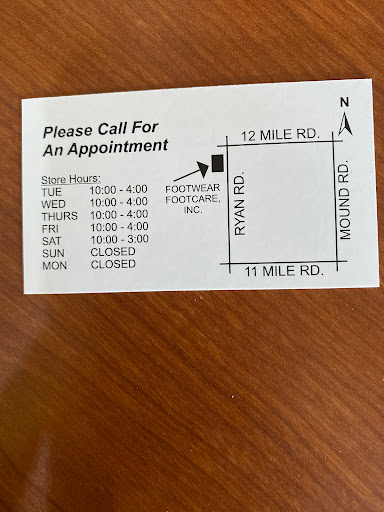 Please Call For
An Appointment
Store Hours:
TUE 10:00 - 4:00
WED 10:00 - 4:00
THURS 10:00 - 4:00
FRI 10:00 - 4:00
SAT 10:00 - 3:00
SUN CLOSED
MON CLOSED
FOOTWEAR
FOOTCARE,
INC.
N
12 MILE RD.
RYAN RD.
MOUND RD.
11 MILE RD.